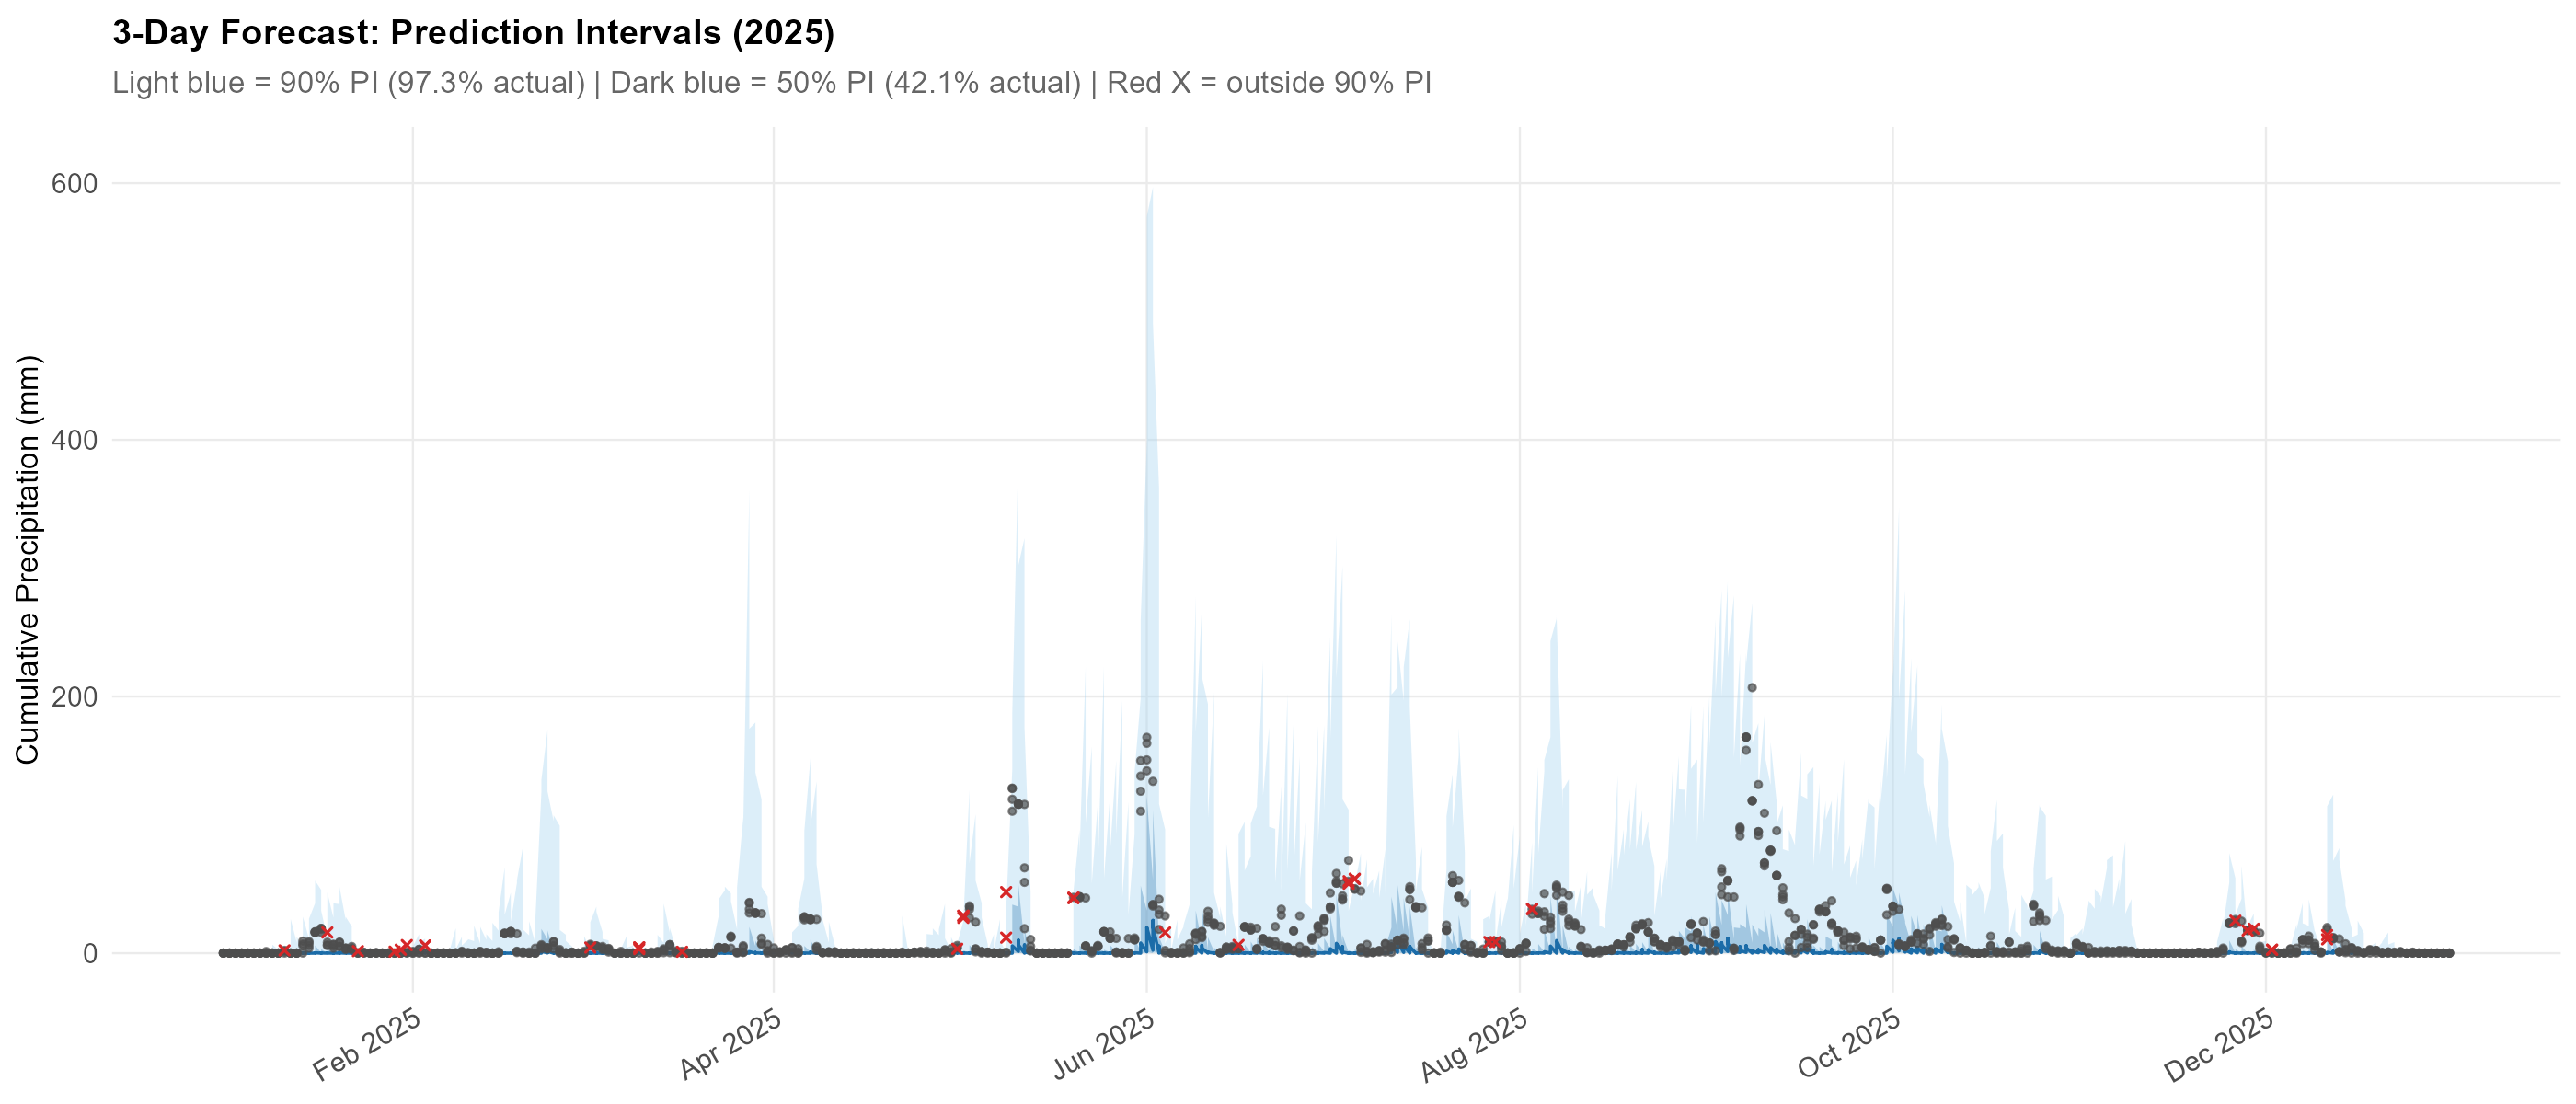 3-Day Forecast: Prediction Intervals (2025)
Light blue = 90% PI (97.3% actual) | Dark blue = 50% PI (42.1% actual) | Red X = outside 90% PI
Cumulative Precipitation (mm)
600
400
200
0
Feb 2025
Apr 2025
Jun 2025
Aug 2025
Oct 2025
Dec 2025